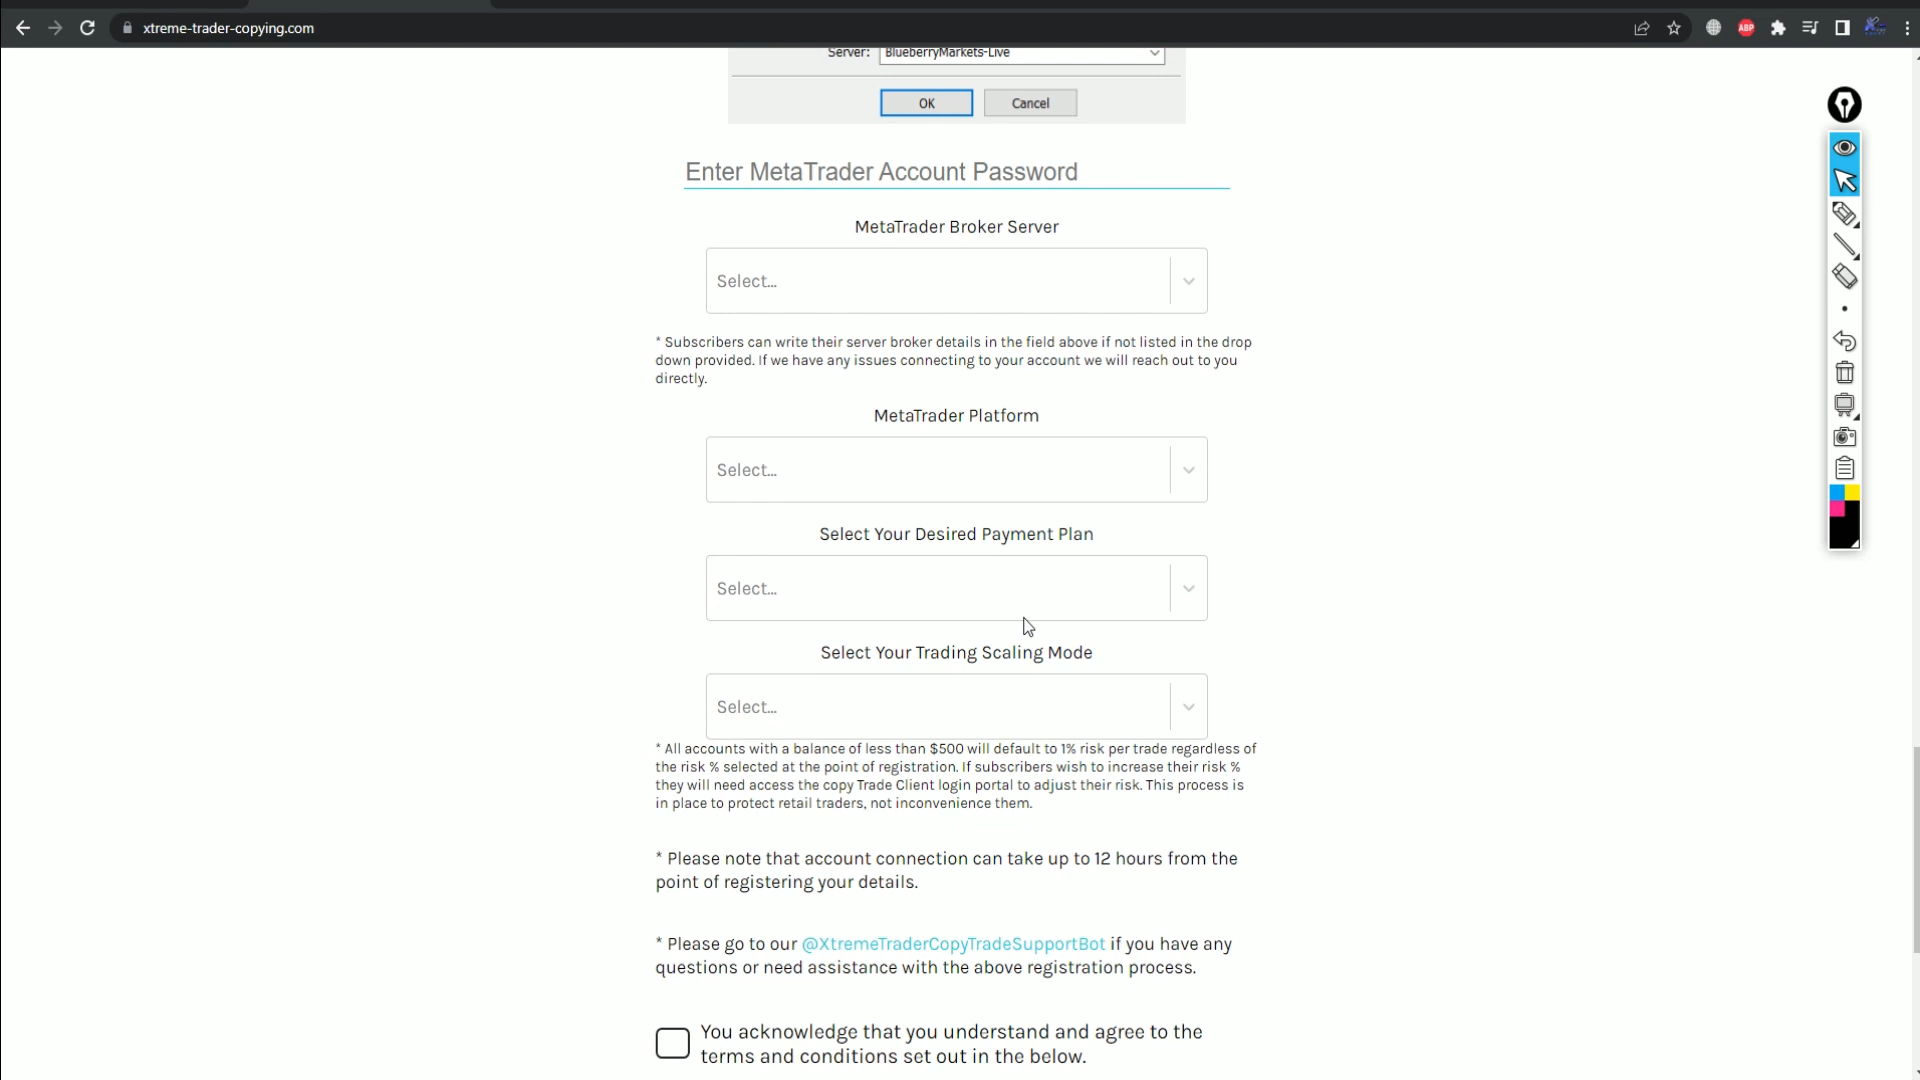 xtreme-trader-copying.com
ABP
Server: BlueberryMarkets-Live
OK Cancel
Enter MetaTrader Account Password
MetaTrader Broker Server
Select...
* Subscribers can write their server broker details in the field above if not listed in the drop
down provided. If we have any issues connecting to your account we will reach out to you
directly.
MetaTrader Platform
Select...
Select Your Desired Payment Plan
Select...
Select Your Trading Scaling Mode
Select...
* All accounts with a balance of less than $500 will default to 1% risk per trade regardless of
the risk % selected at the point of registration. If subscribers wish to increase their risk %
they will need access the copy Trade Client login portal to adjust their risk. This process is
in place to protect retail traders, not inconvenience them.
* Please note that account connection can take up to 12 hours from the
point of registering your details.
* Please go to our @XtremeTraderCopyTradeSupportBot if you have any
questions or need assistance with the above registration process.
You acknowledge that you understand and agree to the
terms and conditions set out in the below.